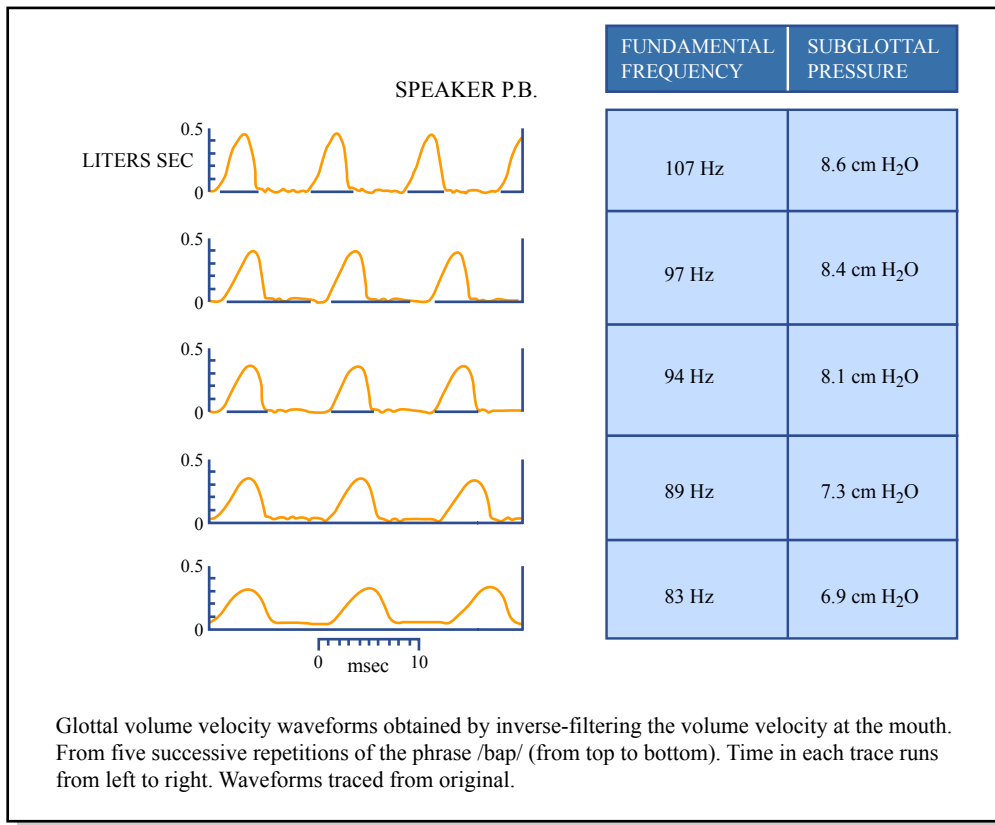 FUNDAMENTAL FREQUENCY
SUBGLOTTAL PRESSURE
SPEAKER P.B.
LITERS SEC
0.5
0
107 Hz
8.6 cm H₂O
0.5
0
97 Hz
8.4 cm H₂O
0.5
0
94 Hz
8.1 cm H₂O
0.5
0
89 Hz
7.3 cm H₂O
0.5
0
83 Hz
6.9 cm H₂O
0 msec 10
Glottal volume velocity waveforms obtained by inverse-filtering the volume velocity at the mouth.
From five successive repetitions of the phrase /bap/ (from top to bottom). Time in each trace runs
from left to right. Waveforms traced from original.